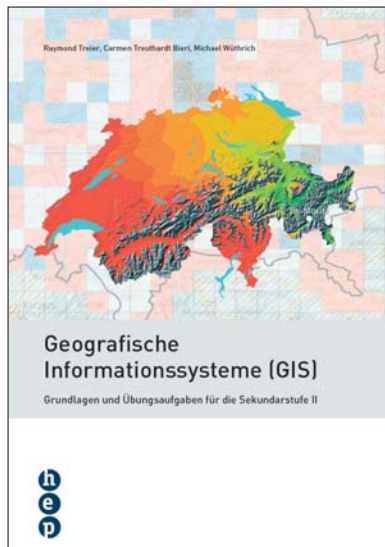 Raymond Treier, Carmen Treuthardt Bieri, Michael Wüthrich
Geografische
Informationssysteme (GIS)
Grundlagen und Übungsaufgaben für die Sekundarstufe II
h
e
p